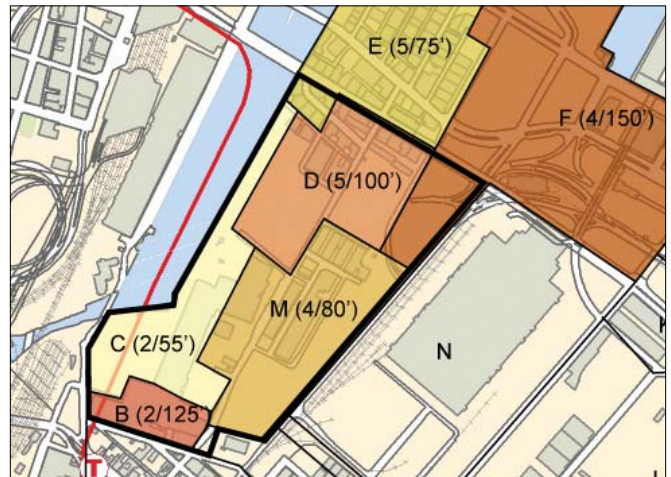 E (5/75')
F (4/150')
D (5/100')
M (4/80')
N
C (2/55')
B (2/125')
T